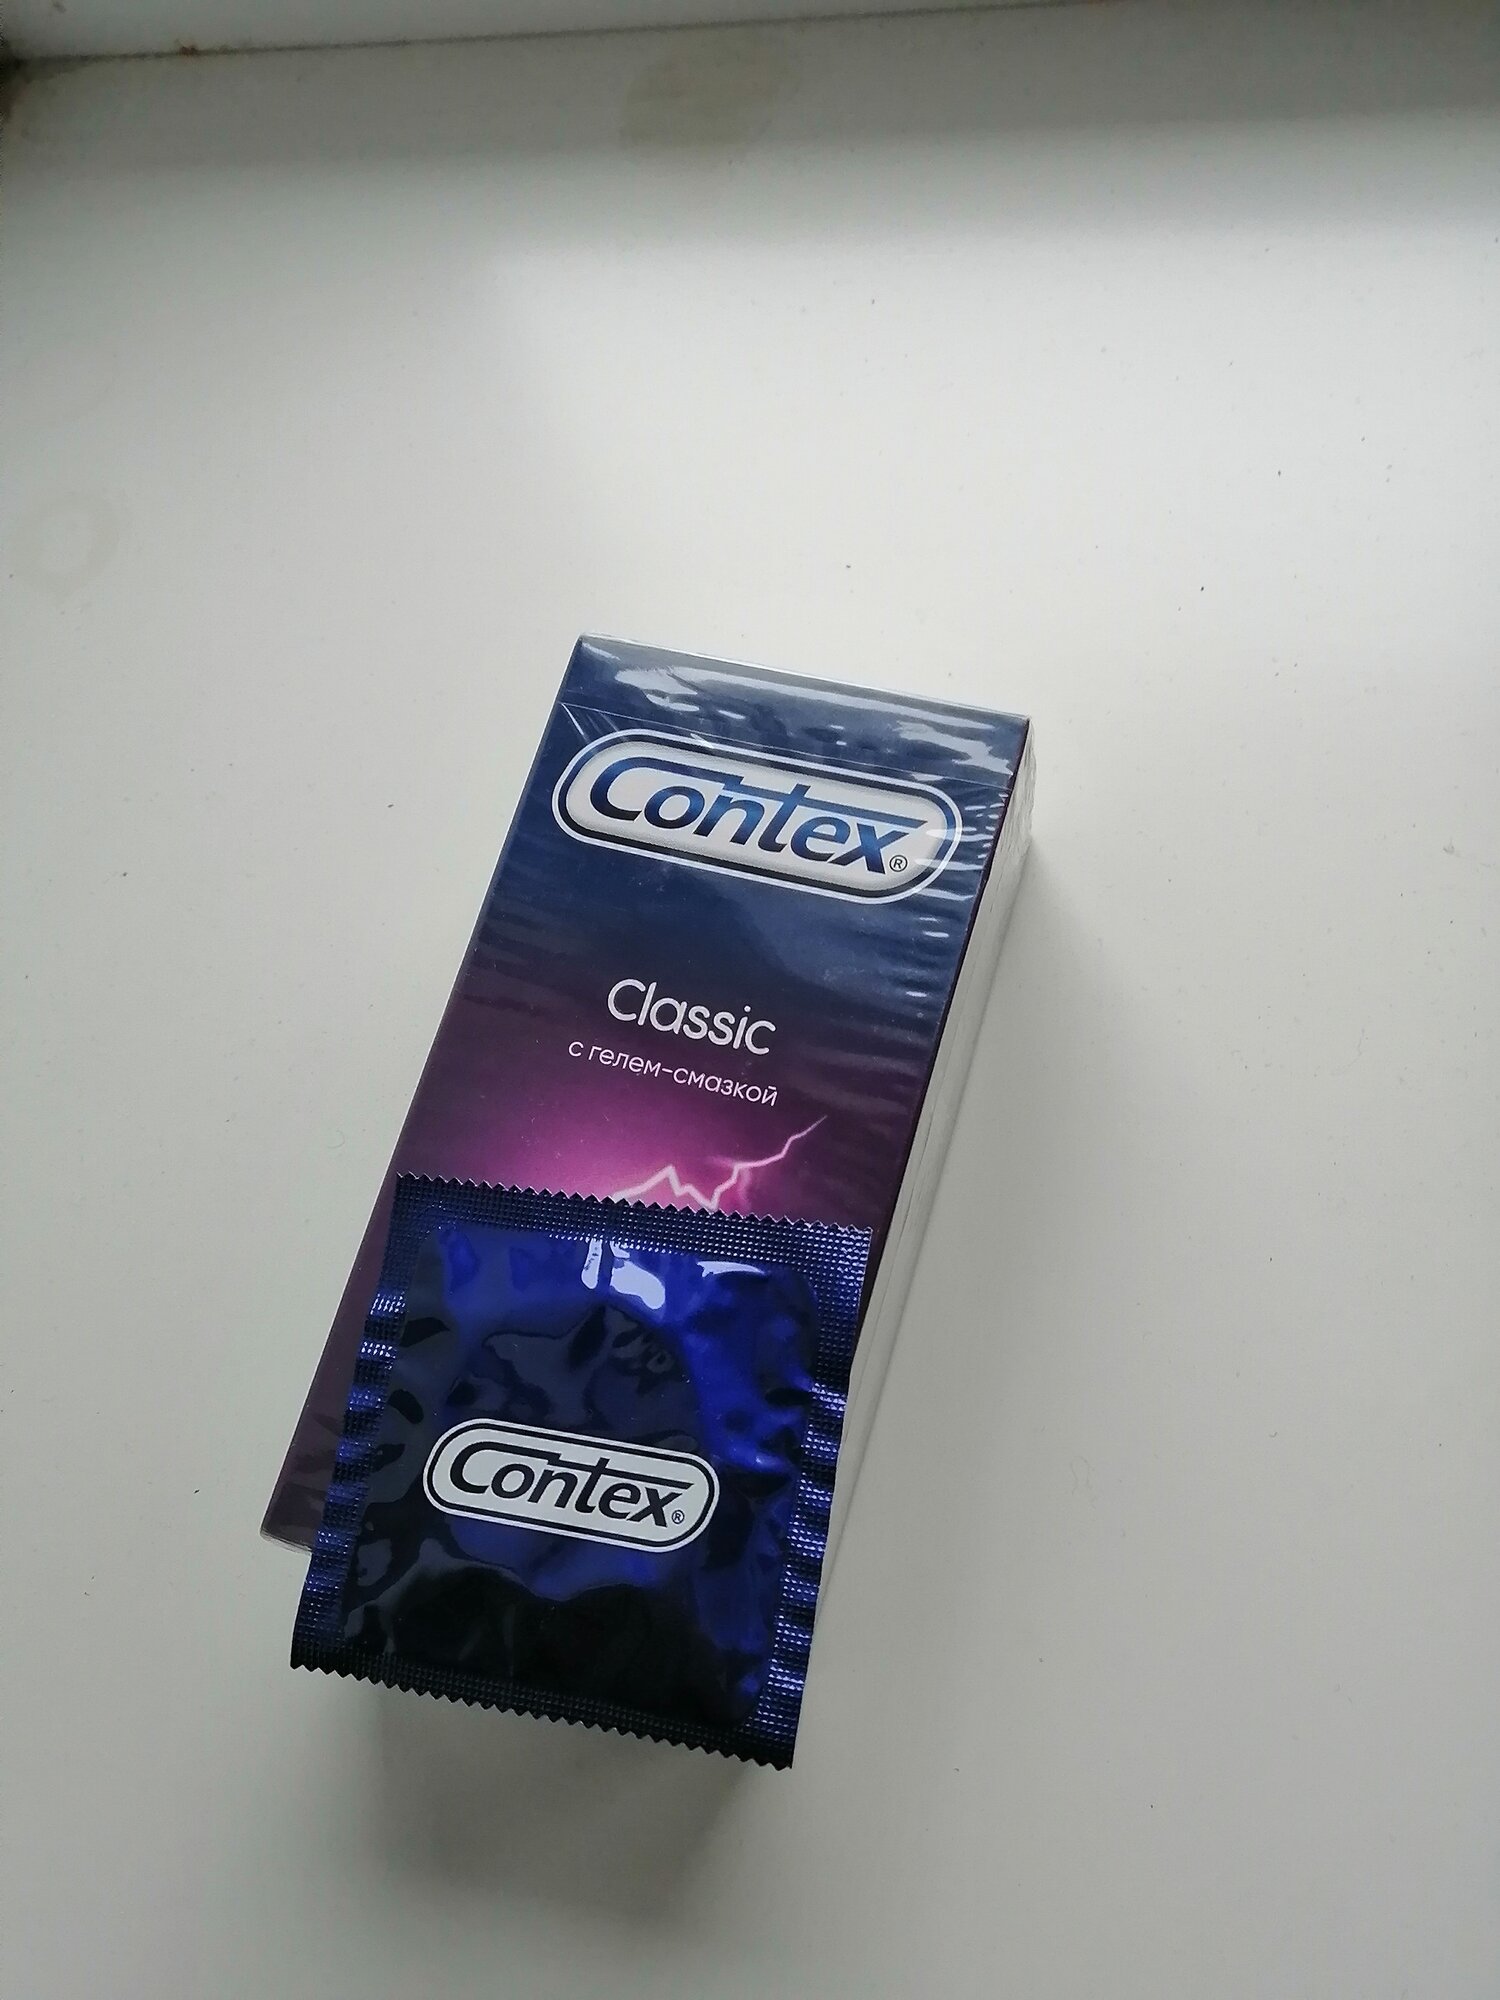 Contex®
Classic
с гелем-смазкой
Contex®